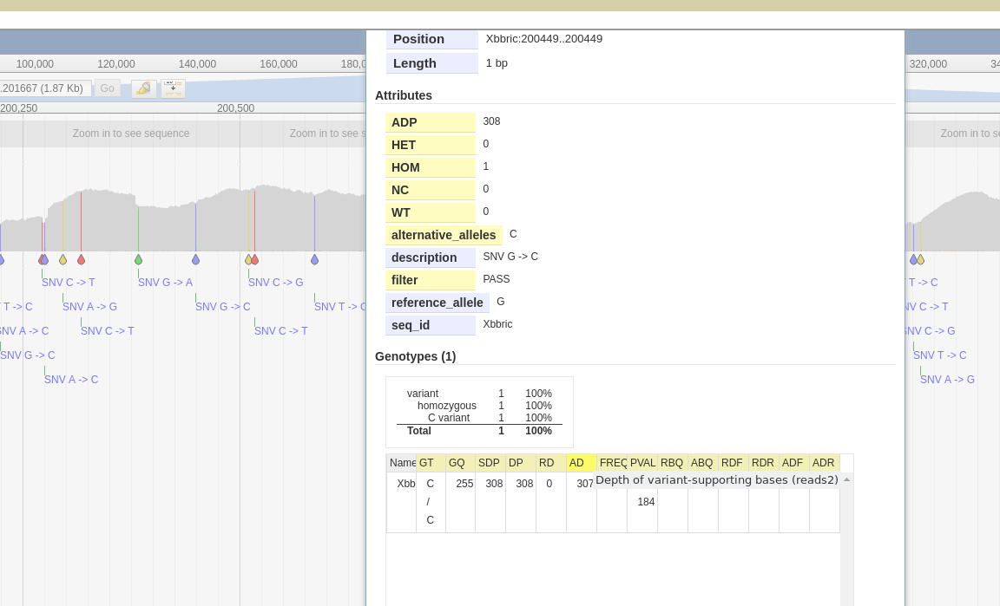 Position Xbbric:200449..200449
Length 1 bp
100,000 120,000 140,000 160,000 180,0 320,000 34
.201667 (1.87 Kb) Go
Attributes
200,250 200,500
Zoom in to see sequence Zoom in to see s Zoom in to se
ADP 308
HET 0
HOM 1
NC 0
WT 0
alternative_alleles C
description SNV G -> C
filter PASS
reference_allele G
seq_id Xbbric
SNV C -> T SNV G -> A SNV C -> G T -> C
T -> C SNV A -> G SNV G -> C SNV T -> C NV C -> T
SNV A -> C SNV C -> T SNV C -> T SNV C -> G
SNV G -> C SNV T -> C
SNV A -> C SNV A -> G
Genotypes (1)
variant 1 100%
homozygous 1 100%
C variant 1 100%
Total 1 100%
Name GT GQ SDP DP RD AD FREQ PVAL RBQ ABQ RDF RDR ADF ADR
Xbb C 255 308 308 0 307 Depth of variant-supporting bases (reads2)
/ 184
C